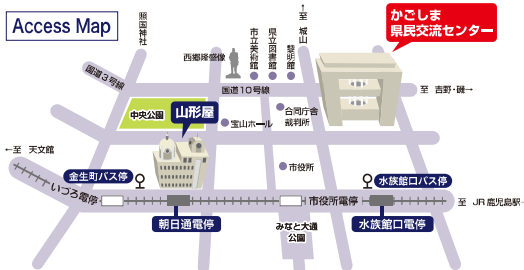 Access Map
照国神社
西郷隆盛像
市立美術館
県立図書館
黎明館
←至 城山
かごしま
県民交流センター
国道3号線
国道10号線
至 吉野・磯→
中央公園
山形屋
宝山ホール
合同庁舎
裁判所
←至 天文館
市役所
金生町バス停
水族館口バス停
いづろ電停
市役所電停
至 JR鹿児島駅
朝日通電停
みなと大通
公園
水族館口電停